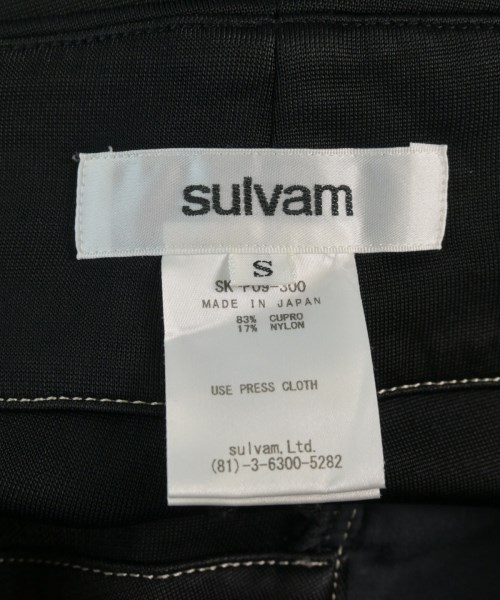 sulvam
S
SK-P09-300
MADE IN JAPAN
83% CUPRO
17% NYLON
USE PRESS CLOTH
sulvam, Ltd.
(81)-3-6300-5282